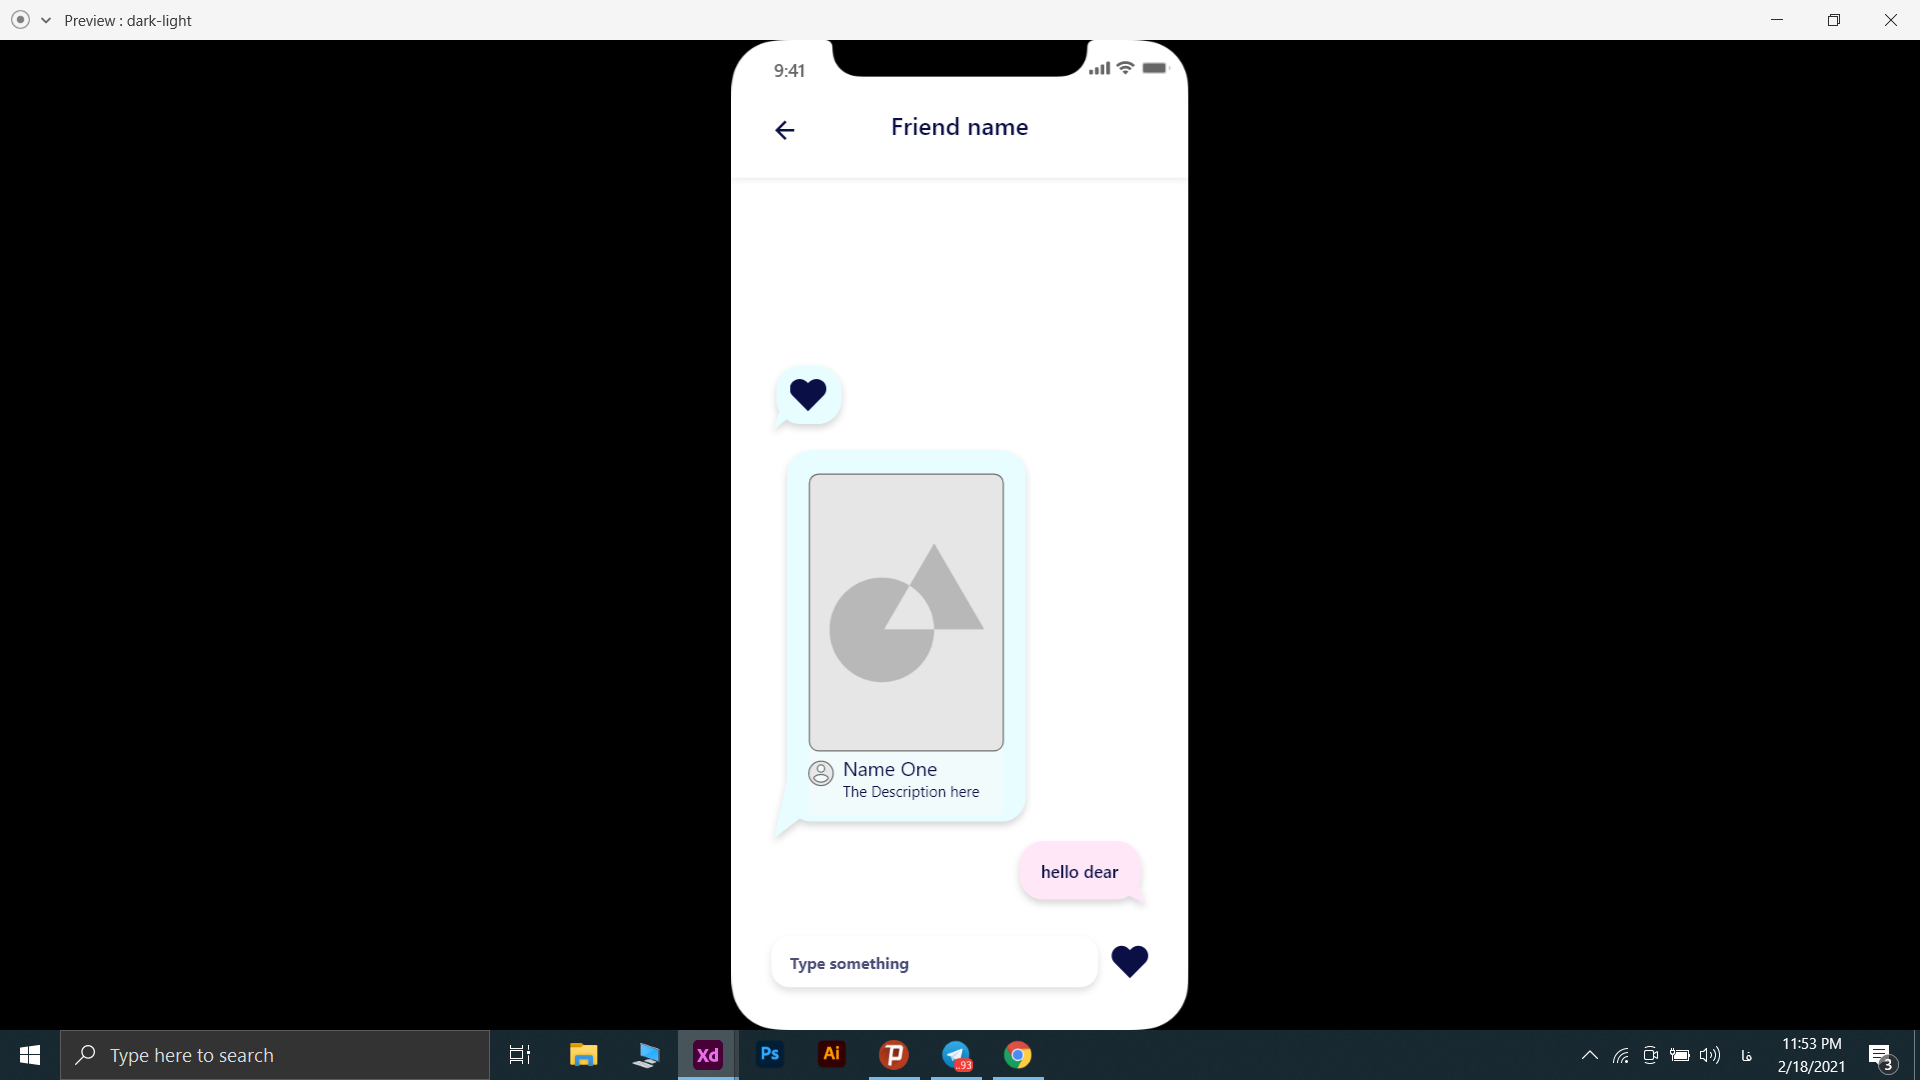 Preview : dark-light
9:41
Friend name
Name One
The Description here
hello dear
Type something
Type here to search
Xd
Ps
Ai
..93
فا
11:53 PM
2/18/2021
3